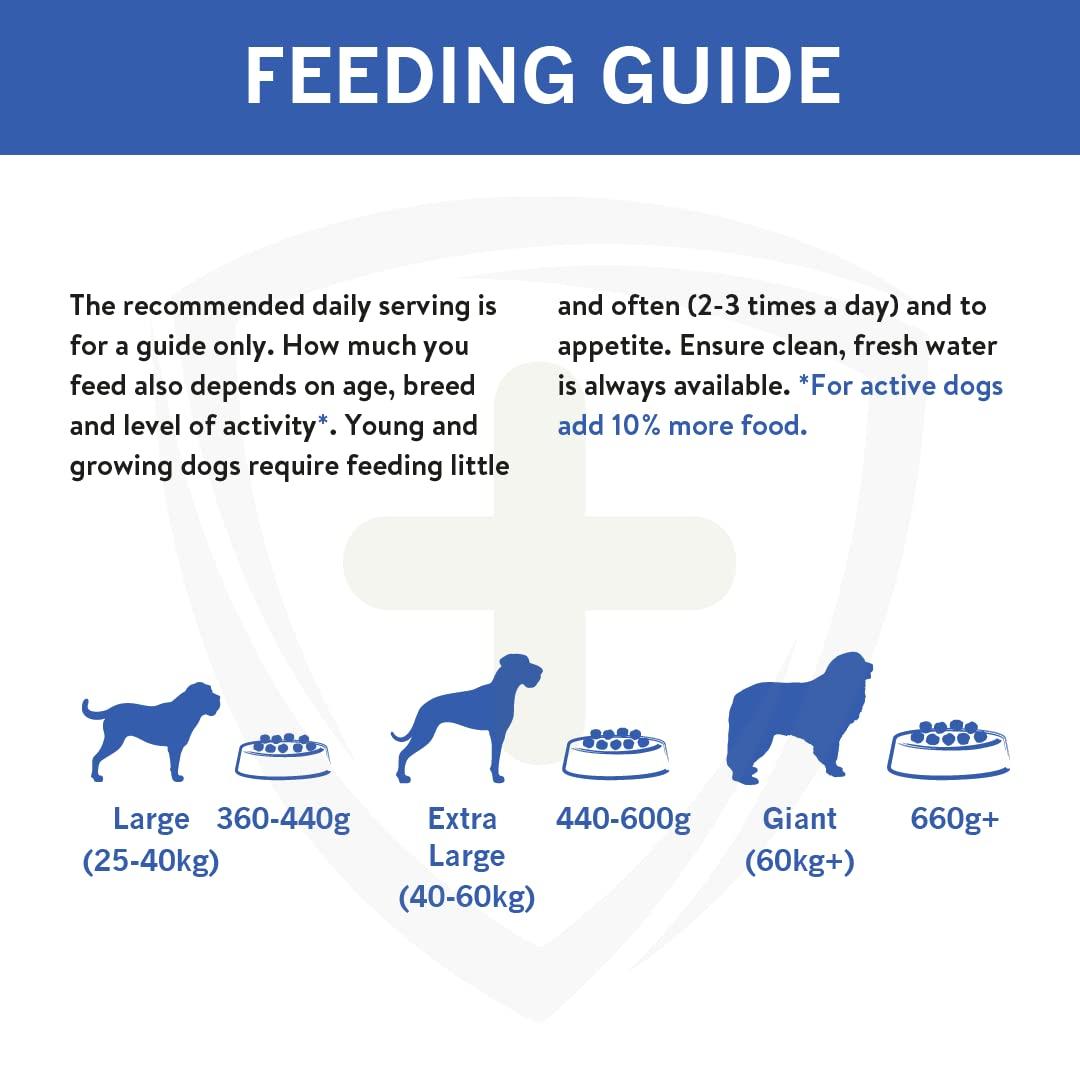 FEEDING GUIDE
The recommended daily serving is
for a guide only. How much you
feed also depends on age, breed
and level of activity*. Young and
growing dogs require feeding little
and often (2-3 times a day) and to
appetite. Ensure clean, fresh water
is always available. *For active dogs
add 10% more food.
Large 360-440g
(25-40kg)
Extra 440-600g
Large
(40-60kg)
Giant 660g+
(60kg+)